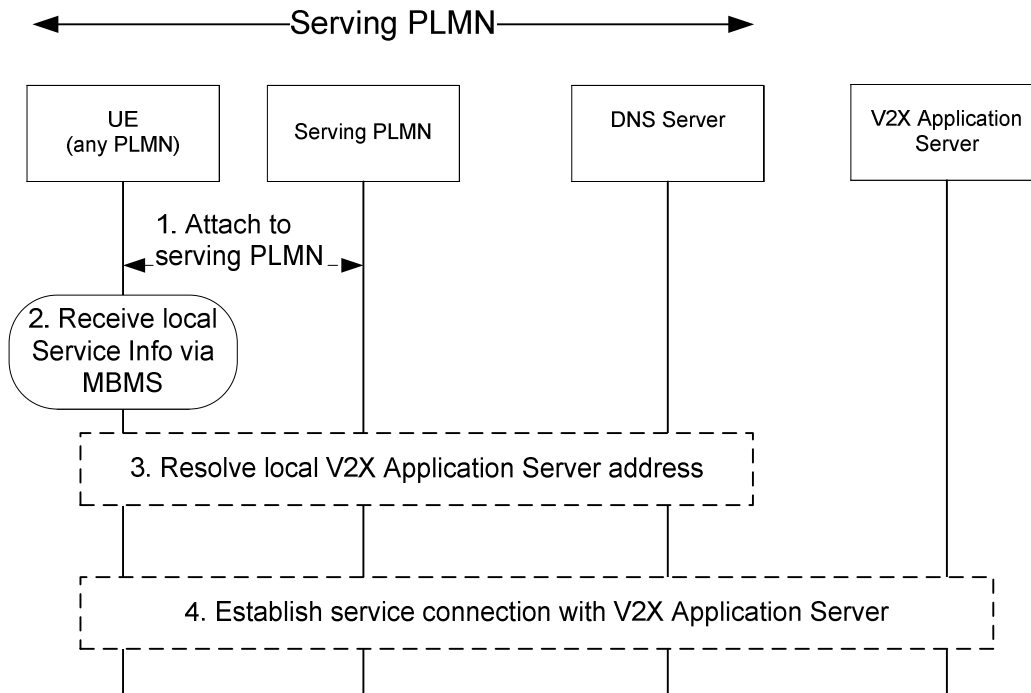 Serving PLMN
UE
(any PLMN)
Serving PLMN
DNS Server
V2X Application
Server
1. Attach to
serving PLMN
2. Receive local
Service Info via
MBMS
3. Resolve local V2X Application Server address
4. Establish service connection with V2X Application Server